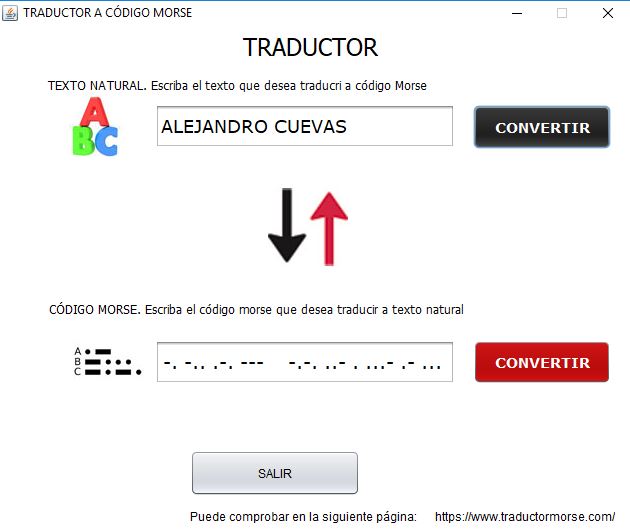 TRADUCTOR A CÓDIGO MORSE
TRADUCTOR
TEXTO NATURAL. Escriba el texto que desea traducri a código Morse
A
B C
ALEJANDRO CUEVAS
CONVERTIR
CÓDIGO MORSE. Escriba el código morse que desea traducir a texto natural
A
B
C
-. -.. .-. --- -.-. ..- . ...- .- ...
CONVERTIR
SALIR
Puede comprobar en la siguiente página: https://www.traductormorse.com/